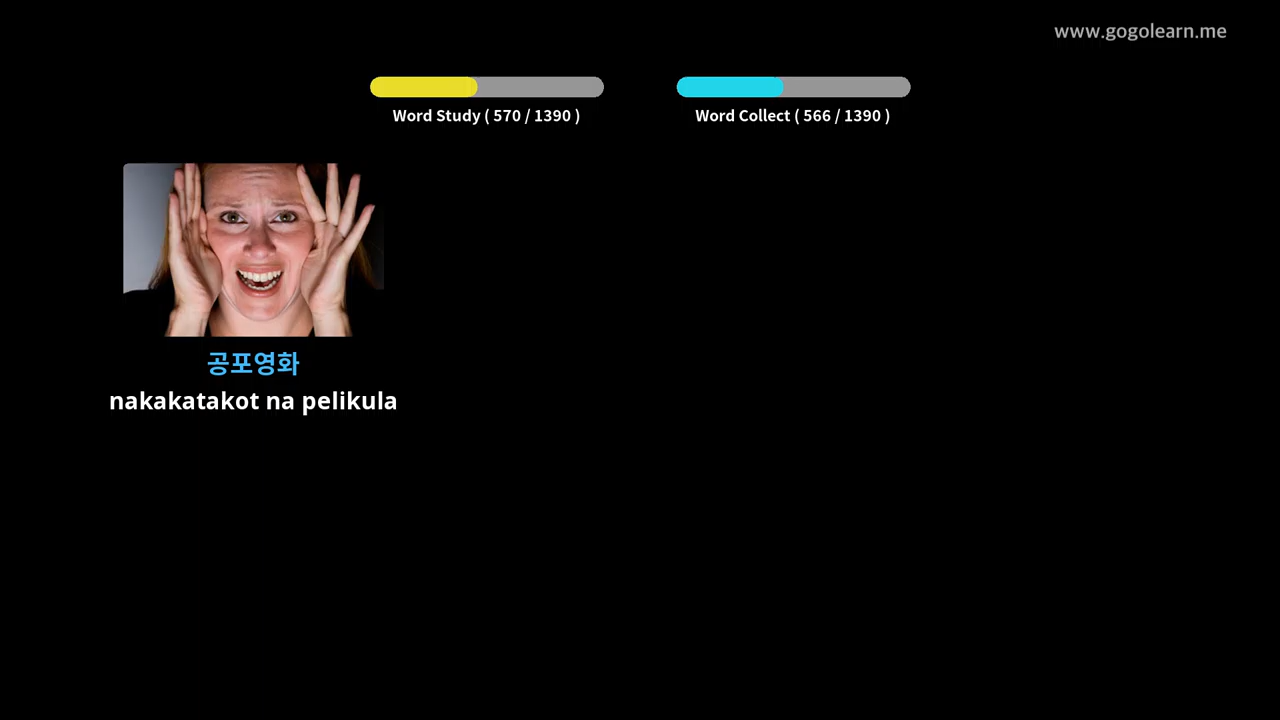 www.gogolearn.me
Word Study ( 570 / 1390 )
Word Collect ( 566 / 1390 )
공포영화
nakakatakot na pelikula